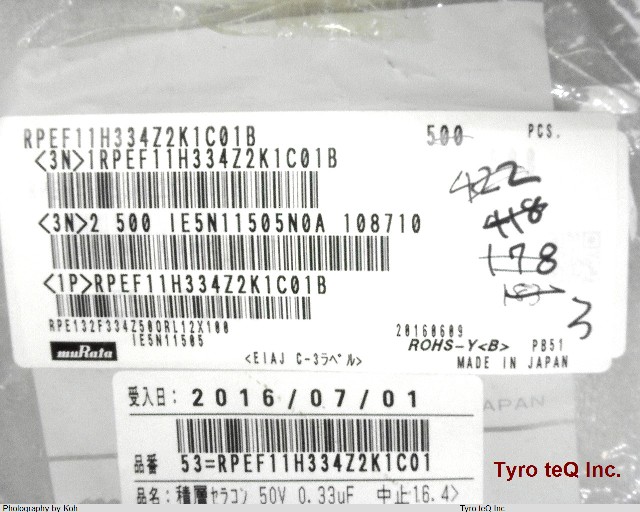 RPEF11H334Z2K1C01B 500 PCS.
<3N>1RPEF11H334Z2K1C01B
422
<3N>2 500 IE5N11505N0A 108710
418
178
<1P>RPEF11H334Z2K1C01B
3
RPE132F334Z50ORL12X100 20160609
IE5N11505 ROHS-Y<B> PB51
muRata <EIAJ C-3ラベル> MADE IN JAPAN
受入日: 2016/07/01
APAN
品番 53=RPEF11H334Z2K1C01
品名: 積層セラコン 50V 0.33uF 中止16.4>
Tyro teQ Inc.
Photography by Koh Tyro teQ Inc.